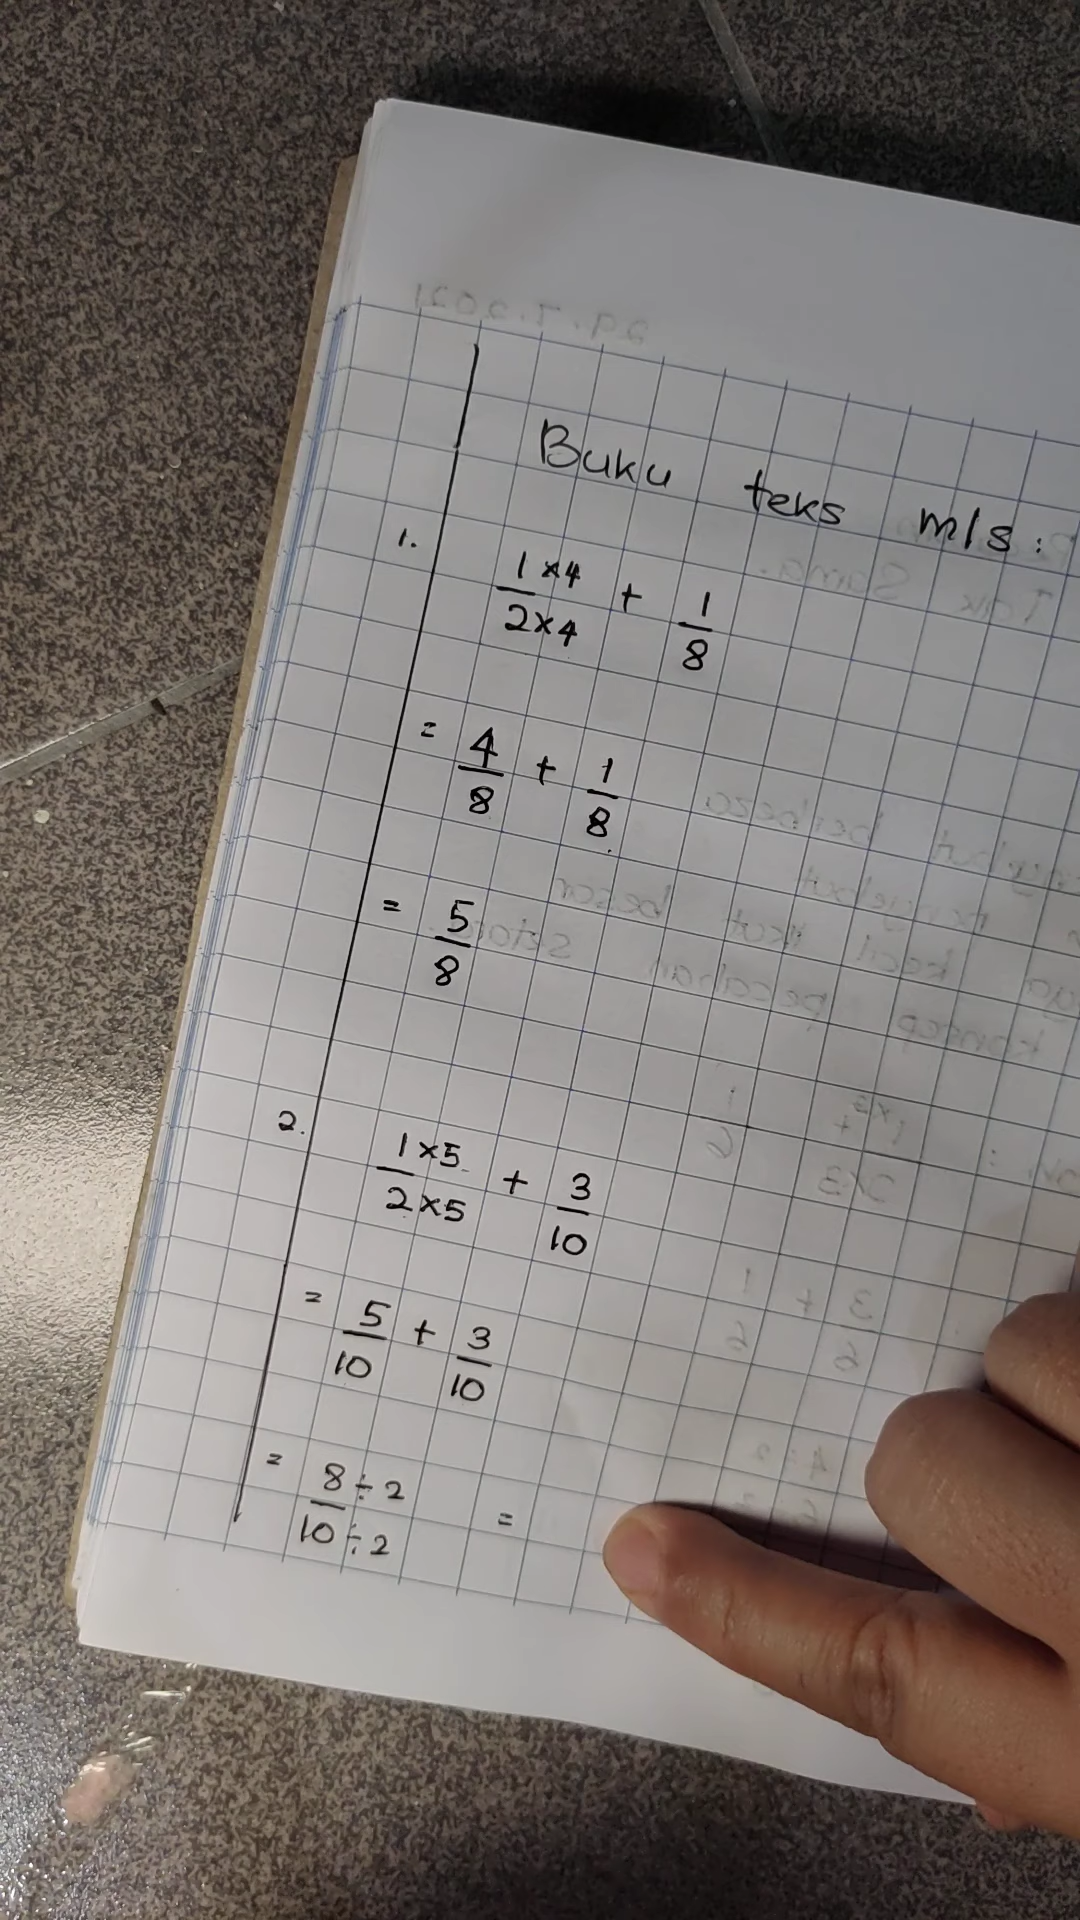 Buku teks m/s:
1. 1×4/2×4 + 1/8
= 4/8 + 1/8
= 5/8
2. 1×5/2×5 + 3/10
= 5/10 + 3/10
= 8÷2/10÷2 =